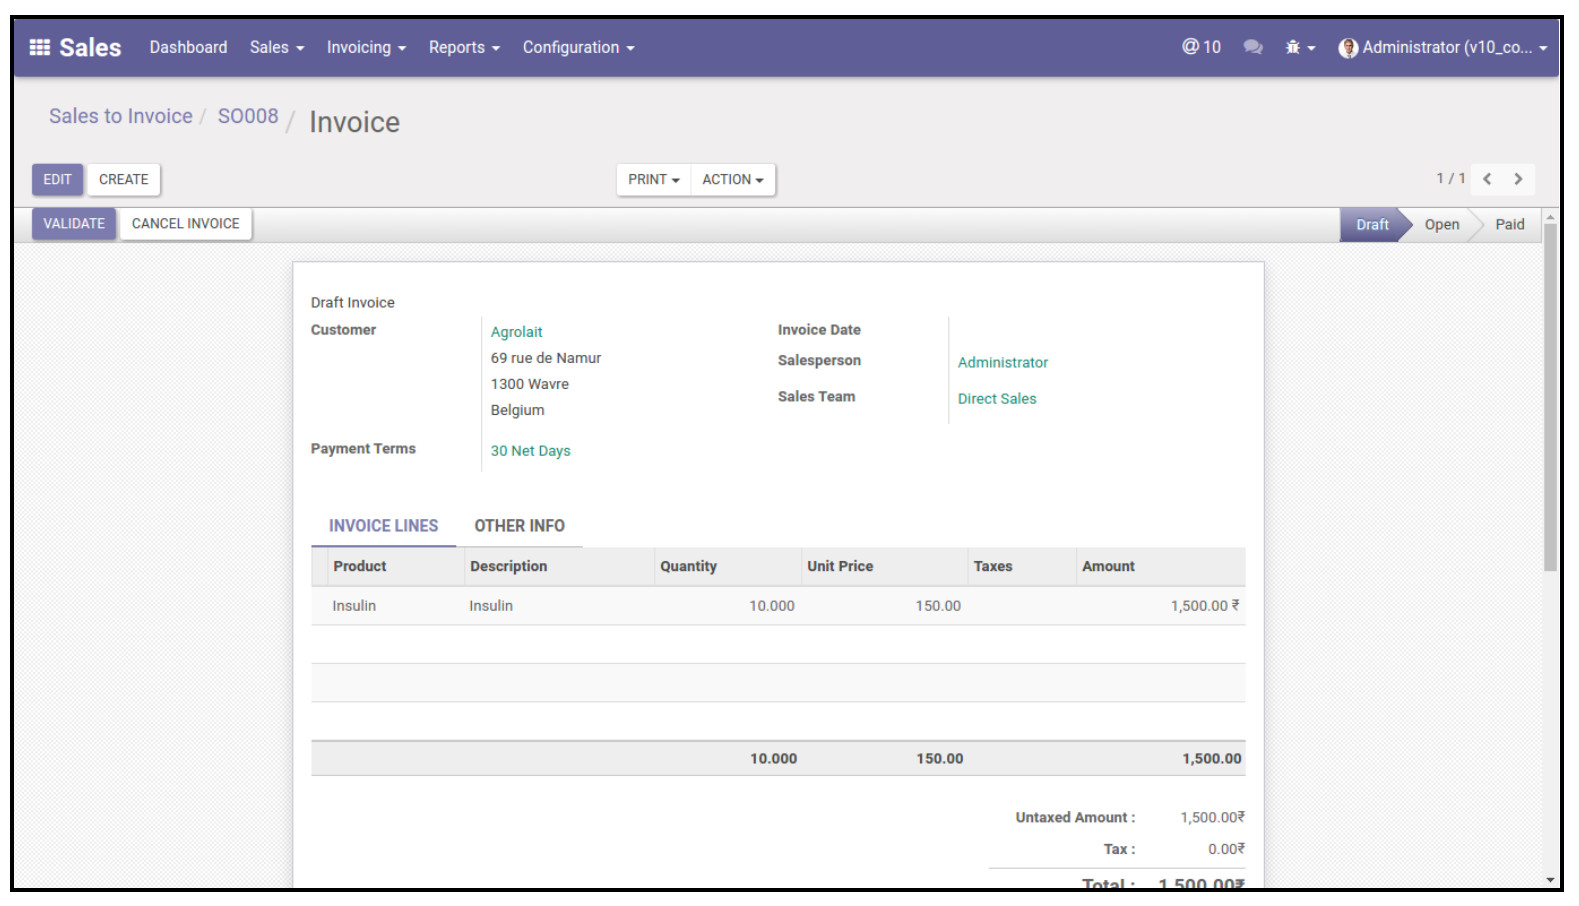 Sales Dashboard Sales Invoicing Reports Configuration @ 10 Administrator (v10_co...
Sales to Invoice / SO008 / Invoice
EDIT CREATE PRINT ACTION 1 / 1
VALIDATE CANCEL INVOICE Draft Open Paid
Draft Invoice
Customer Agrolait Invoice Date
69 rue de Namur Salesperson Administrator
1300 Wavre
Belgium Sales Team Direct Sales
Payment Terms 30 Net Days
INVOICE LINES OTHER INFO
Product Description Quantity Unit Price Taxes Amount
Insulin Insulin 10.000 150.00 1,500.00 ₹
10.000 150.00 1,500.00
Untaxed Amount : 1,500.00₹
Tax : 0.00₹
Total : 1,500.00₹